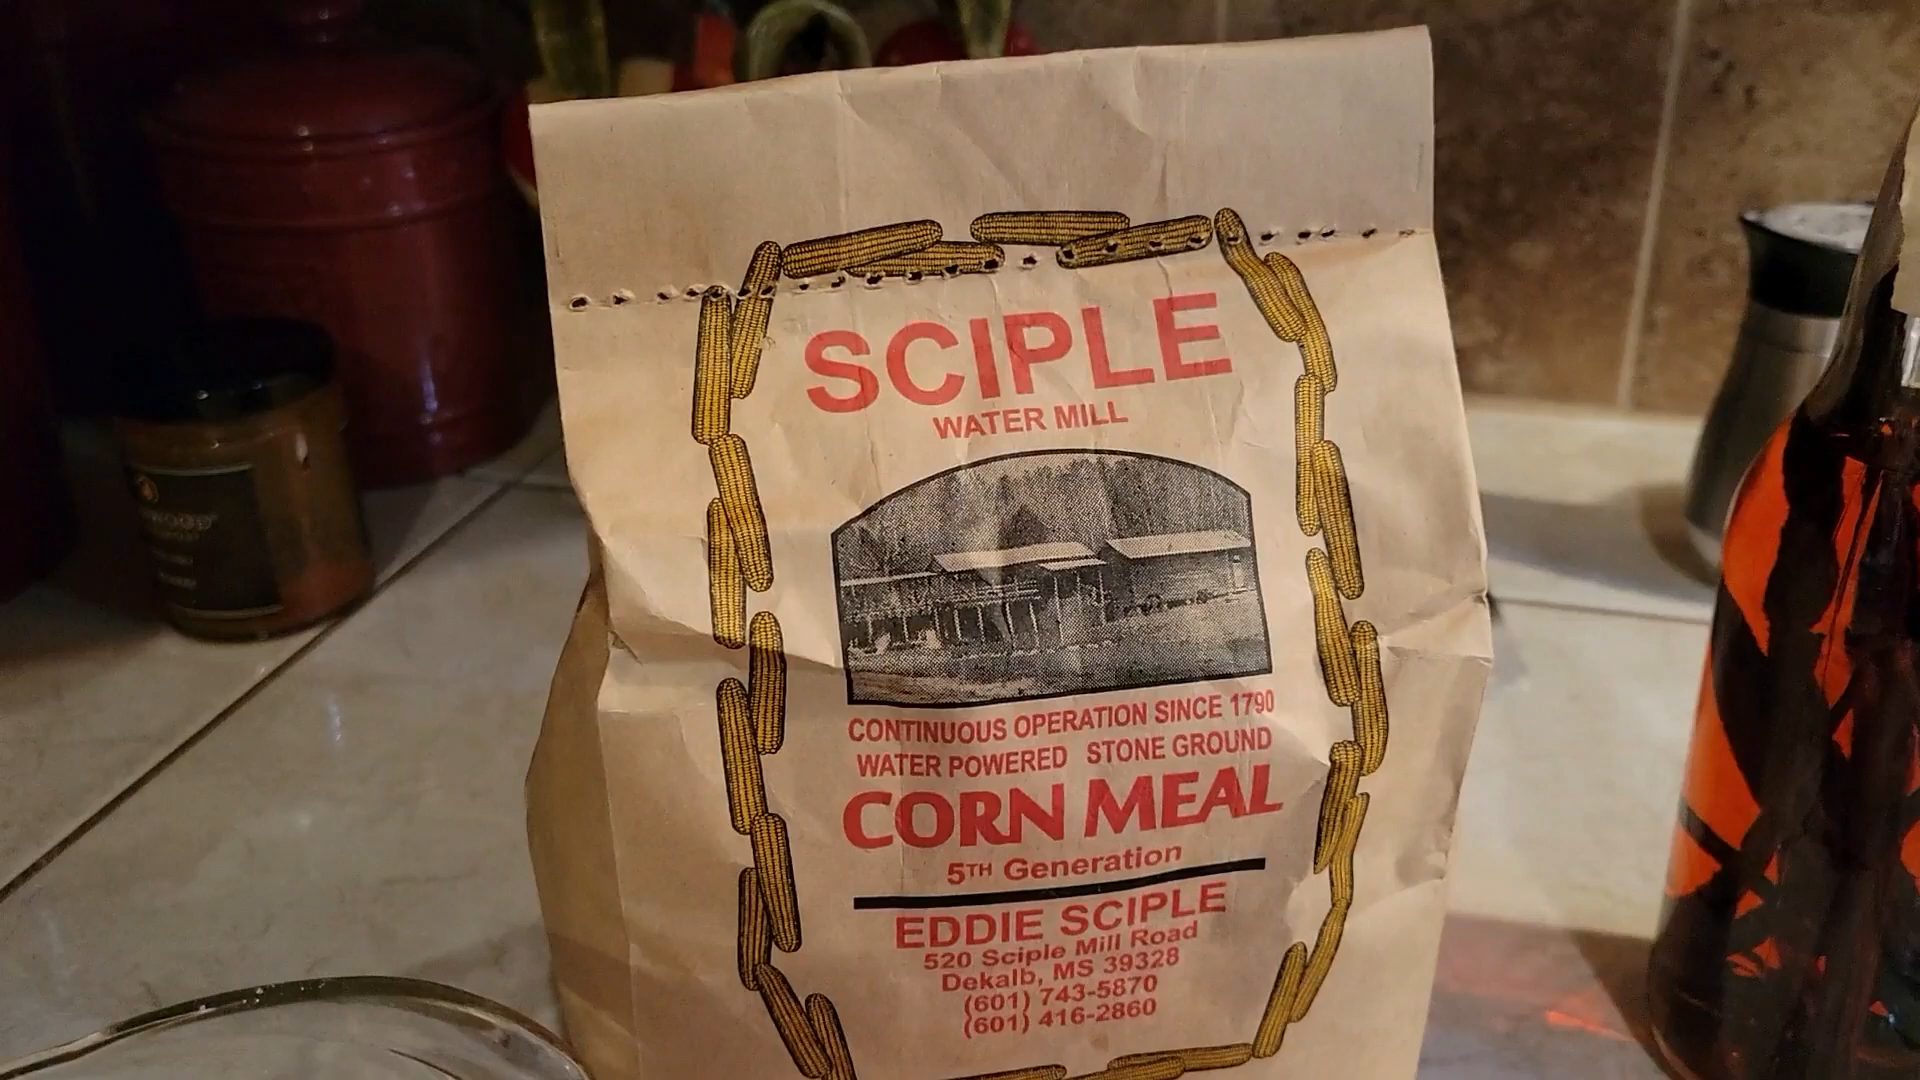 SCIPLE
WATER MILL
CONTINUOUS OPERATION SINCE 1790
WATER POWERED STONE GROUND
CORN MEAL
5TH Generation
EDDIE SCIPLE
520 Sciple Mill Road
Dekalb, MS 39328
(601) 743-5870
(601) 416-2860